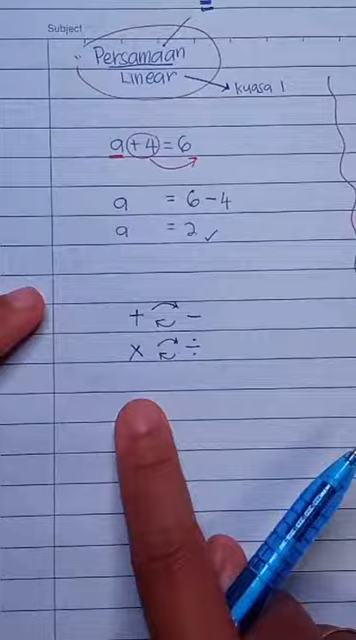 Subject
Persamaan
Linear → kuasa 1
a + 4 = 6
a = 6 - 4
a = 2 ✓
+ ⇄ -
× ⇄ ÷